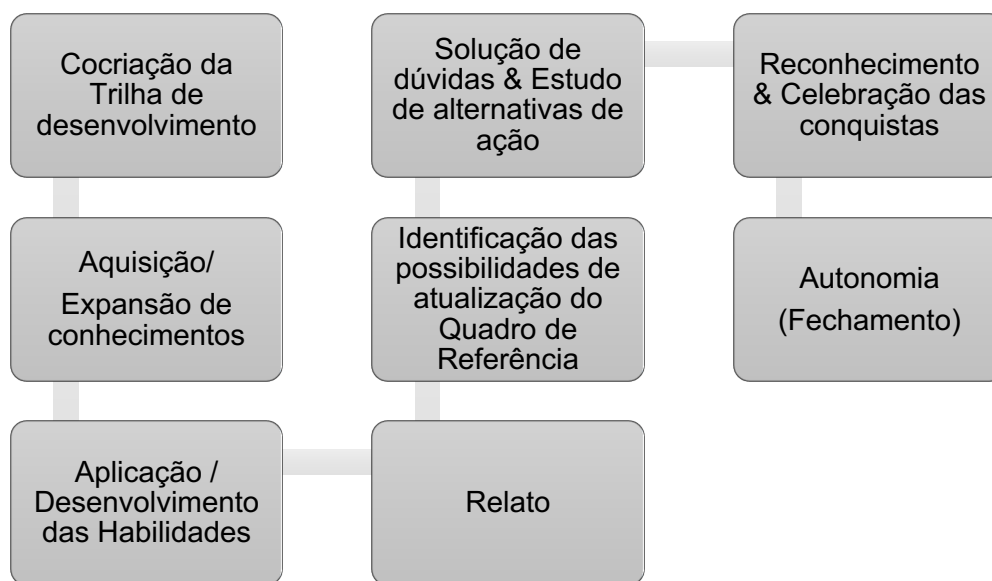 Cocriação da
Trilha de
desenvolvimento
Aquisição/
Expansão de
conhecimentos
Aplicação /
Desenvolvimento
das Habilidades
Relato
Identificação das
possibilidades de
atualização do
Quadro de
Referência
Solução de
dúvidas & Estudo
de alternativas de
ação
Reconhecimento
& Celebração das
conquistas
Autonomia
(Fechamento)